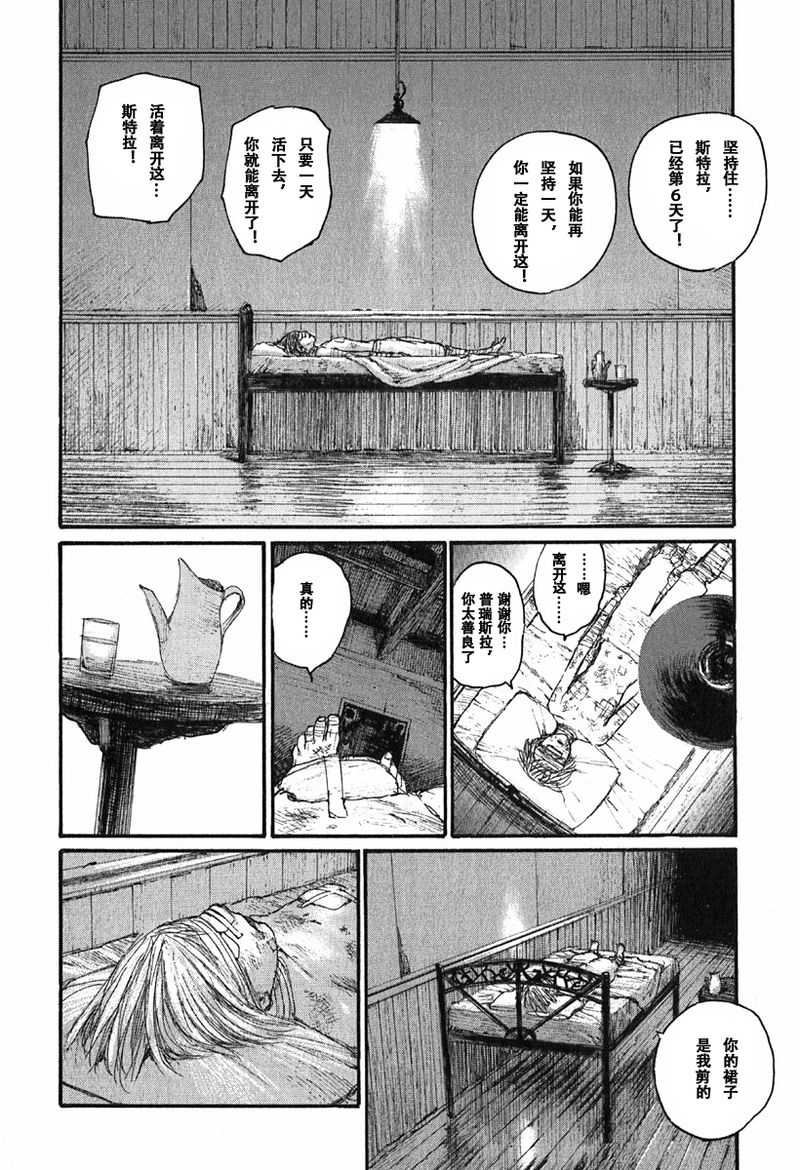 坚持住……
斯特拉，
已经第6天了！
如果你能再
坚持一天，
你一定能离开这！
只要一天
活下去，
你就能离开了！
活着离开这…
斯特拉！
……嗯
离开这……
谢谢你…
普瑞斯拉，
你太善良了
真的……
你的裙子
是我剪的